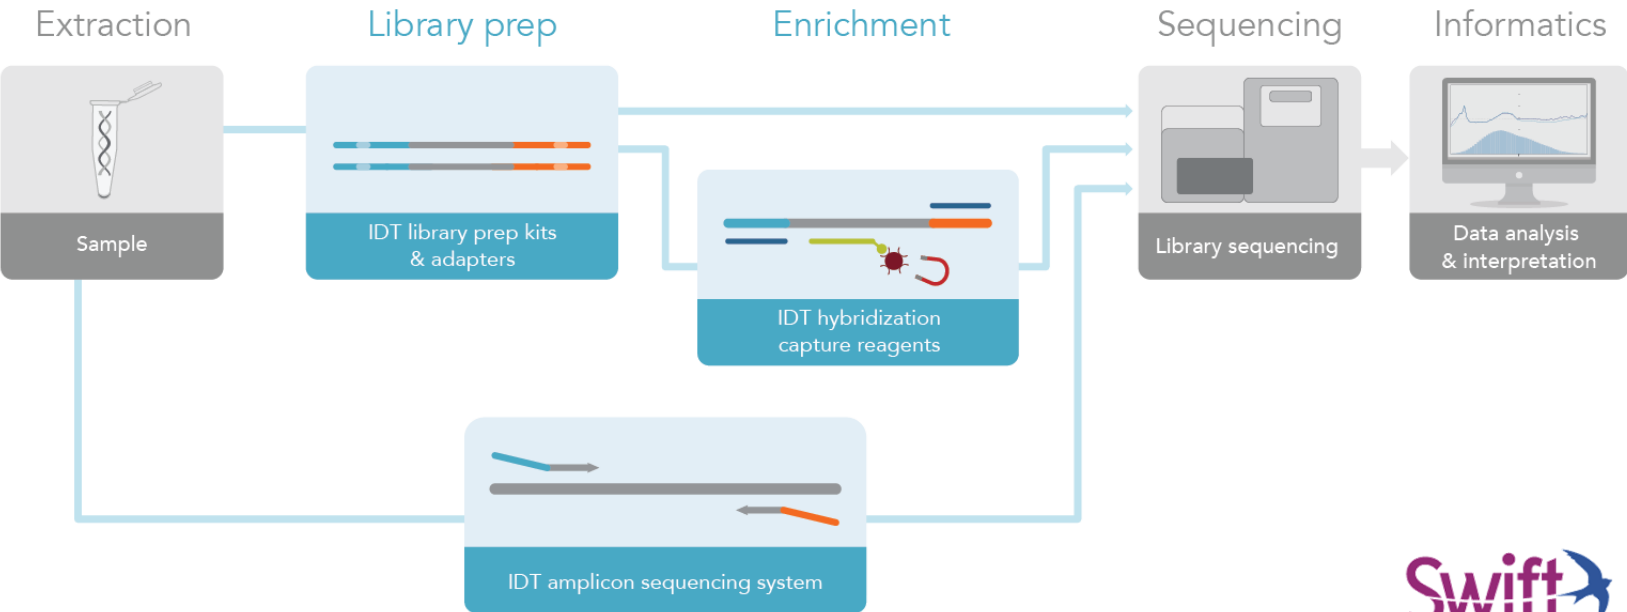 Extraction
Library prep
Enrichment
Sequencing
Informatics
Sample
IDT library prep kits
& adapters
IDT hybridization
capture reagents
Library sequencing
Data analysis
& interpretation
IDT amplicon sequencing system
Swift